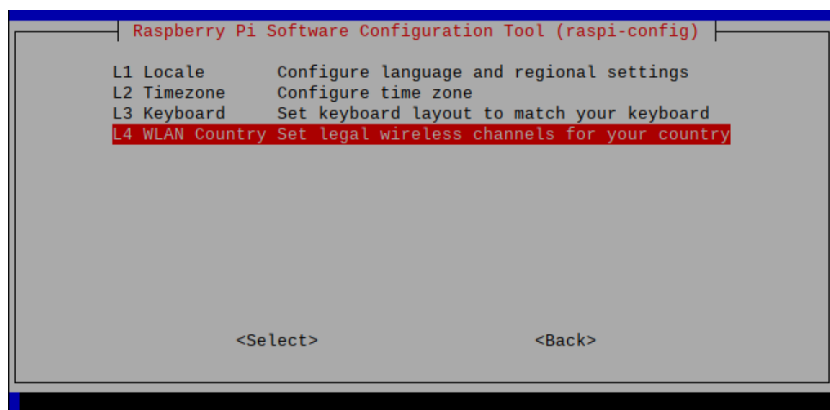 Raspberry Pi Software Configuration Tool (raspi-config)
L1 Locale Configure language and regional settings
L2 Timezone Configure time zone
L3 Keyboard Set keyboard layout to match your keyboard
L4 WLAN Country Set legal wireless channels for your country
<Select> <Back>